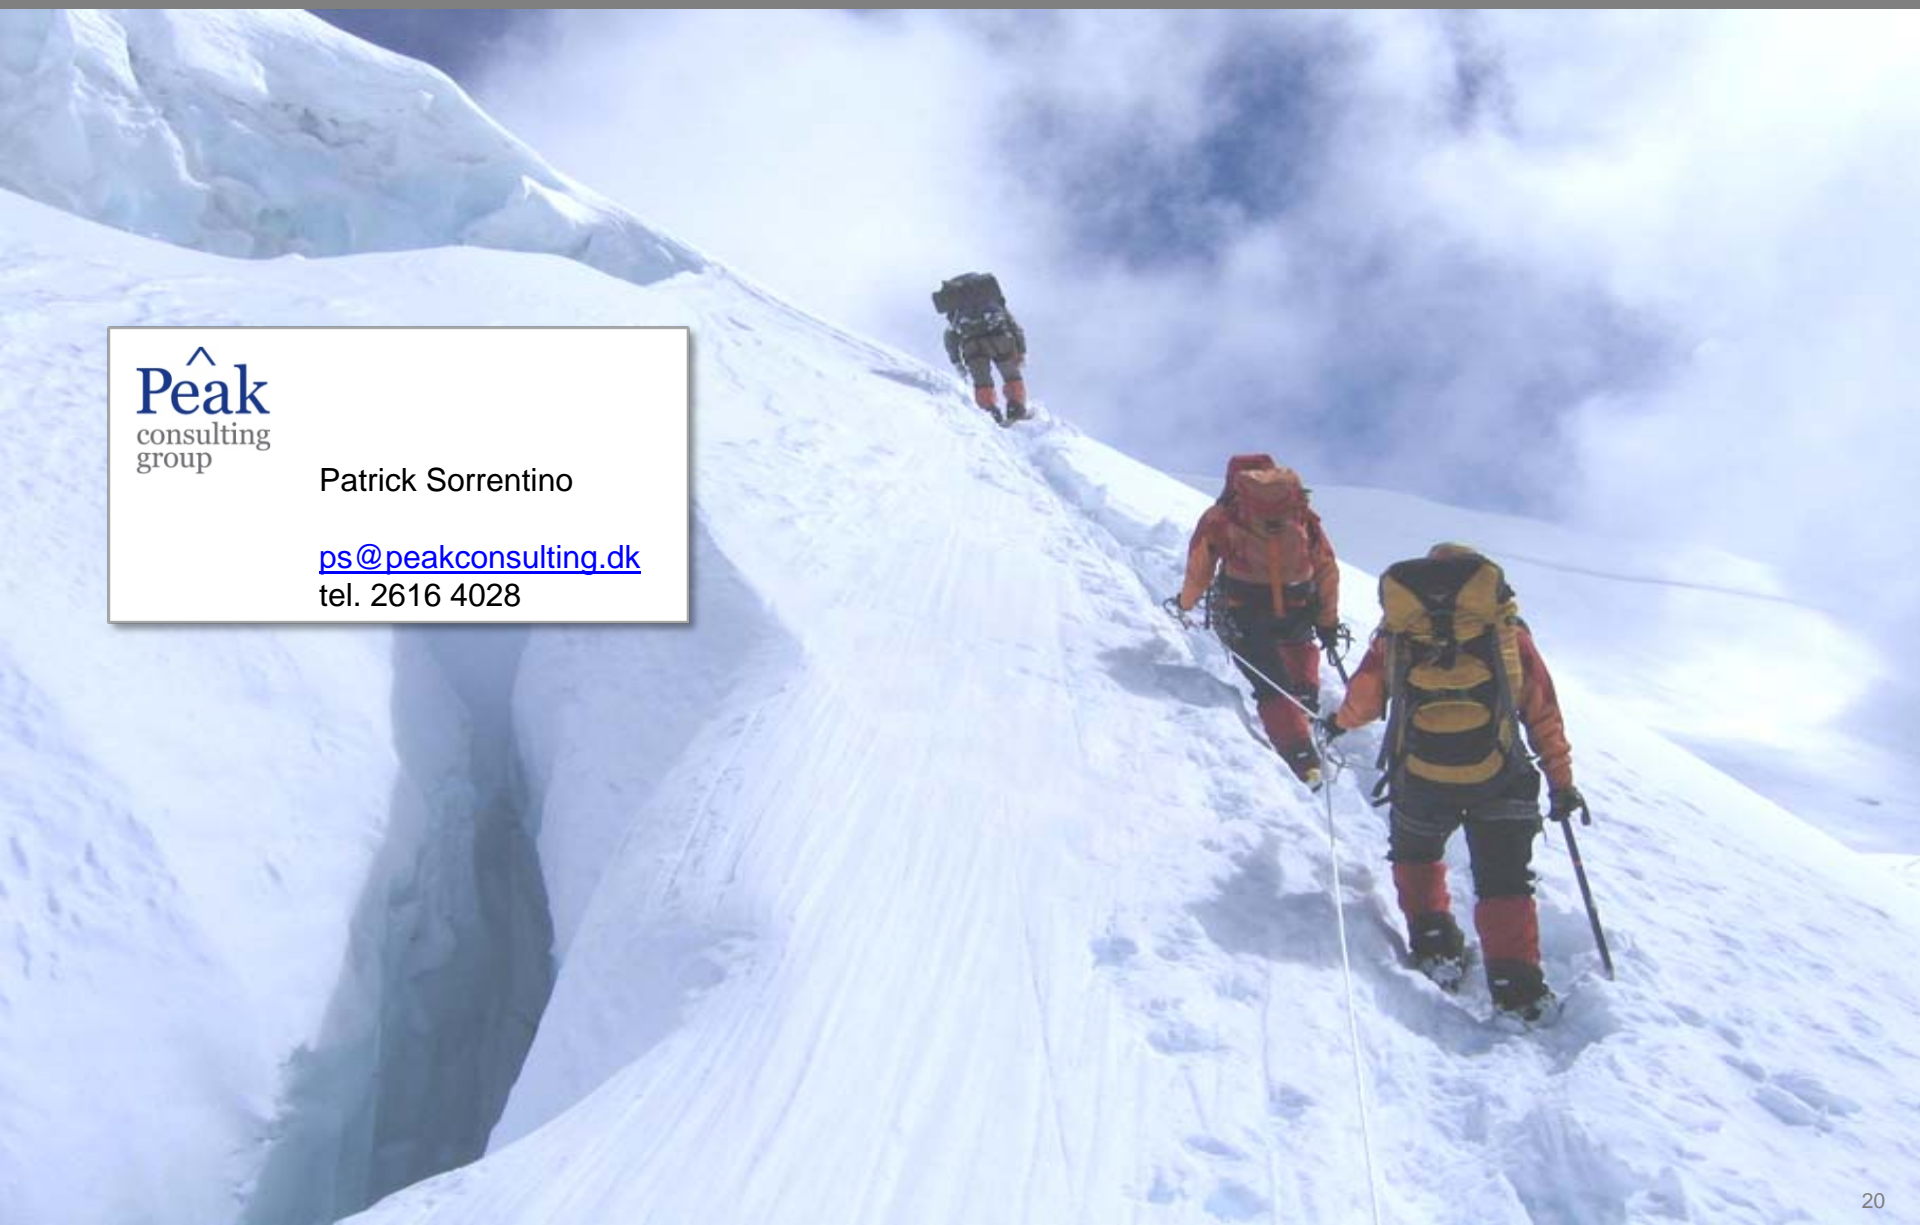 Peak
consulting
group
Patrick Sorrentino
ps@peakconsulting.dk
tel. 2616 4028
20